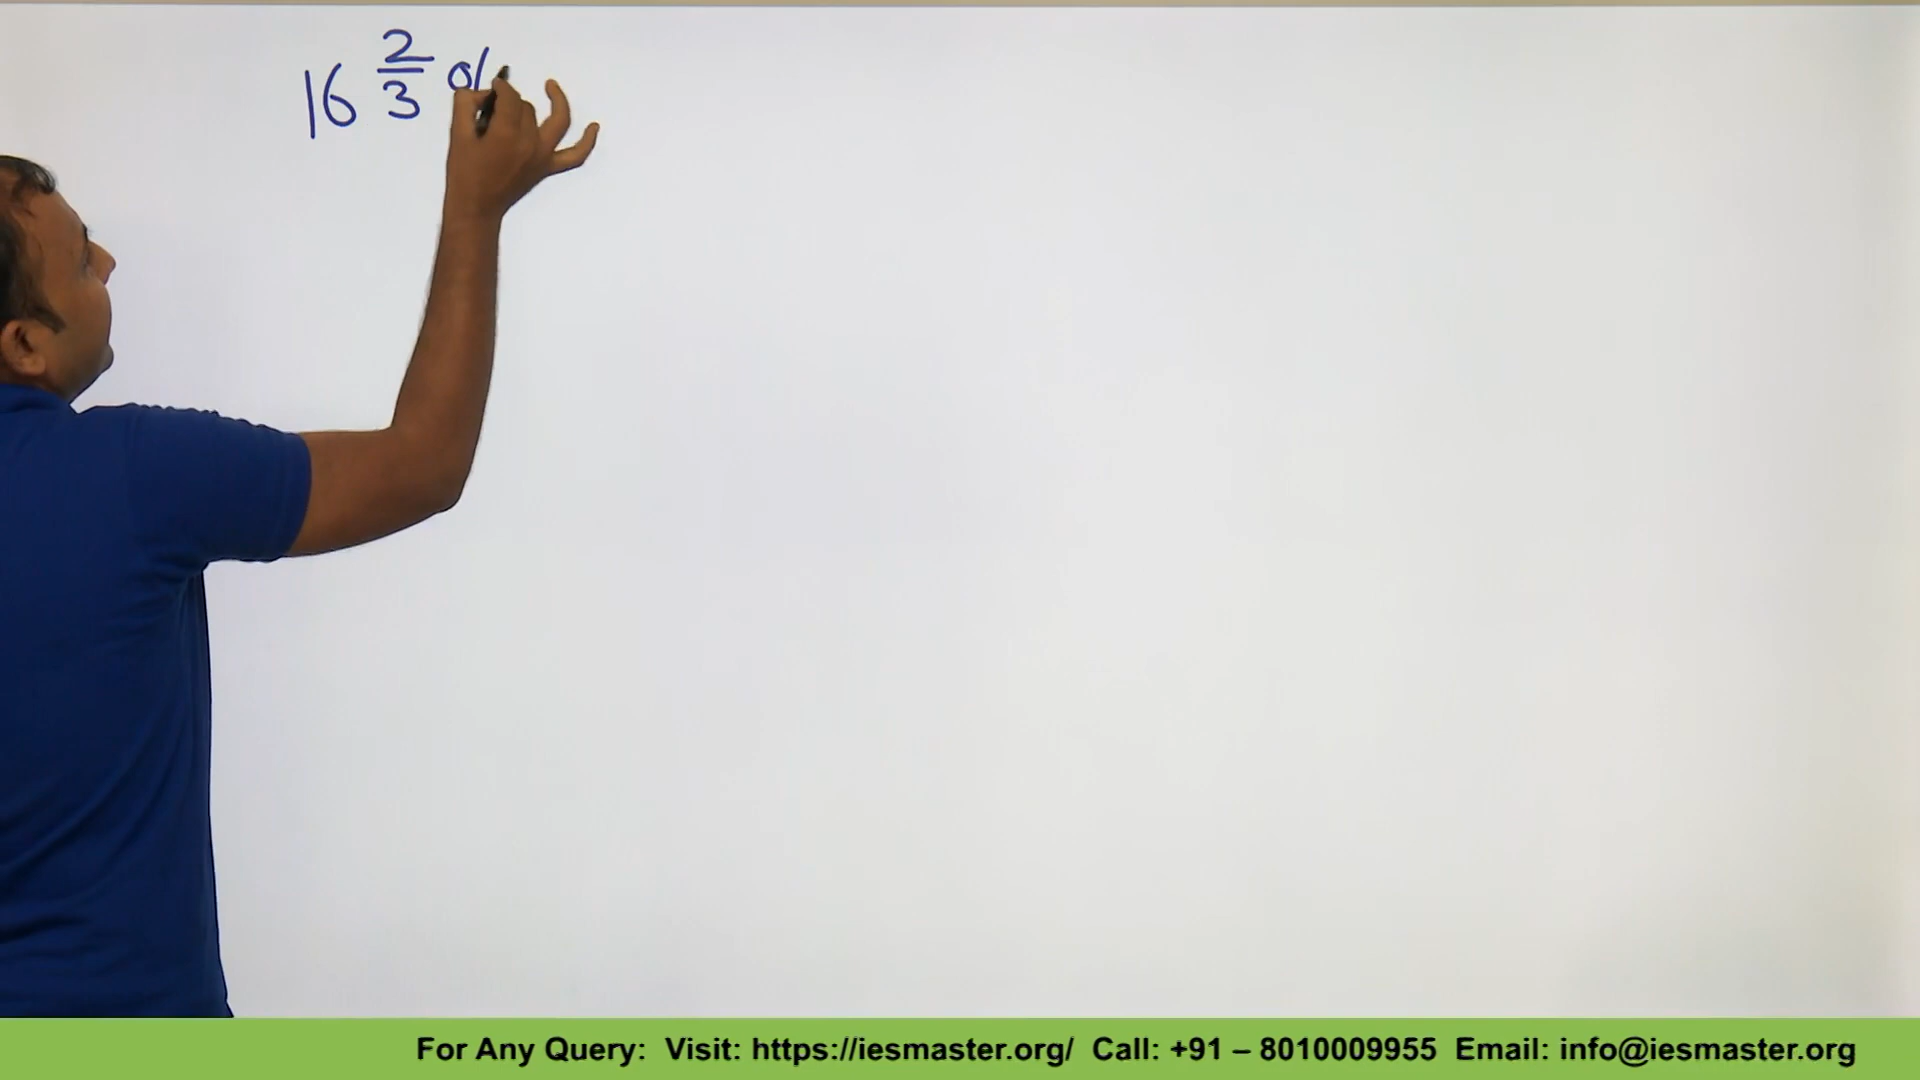 16 2/3 %
For Any Query: Visit: https://iesmaster.org/ Call: +91 – 8010009955 Email: info@iesmaster.org